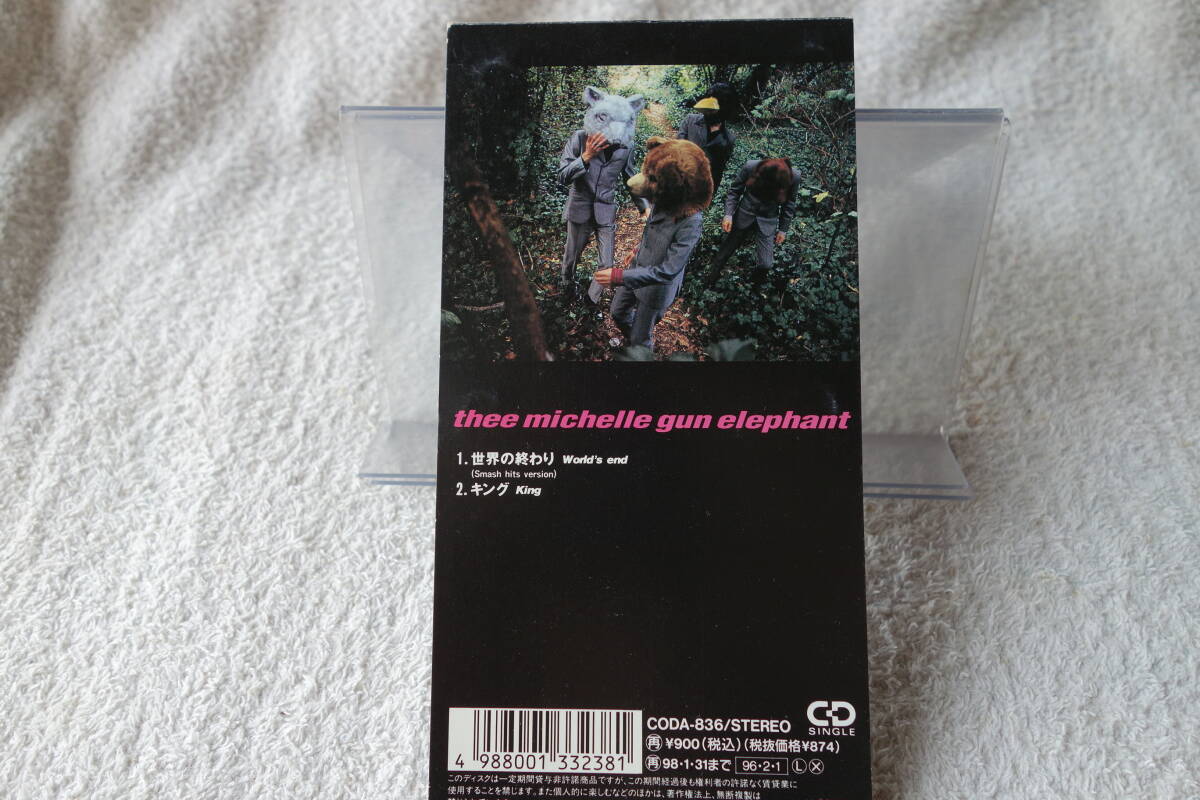 thee michelle gun elephant
1. 世界の終わり World's end
(Smash hits version)
2. キング King
CODA-836/STEREO
CD SINGLE
再 ¥900(税込)(税抜価格¥874)
再 98・1・31まで 96・2・1 L X
4 988001 332381
このディスクは一定期間貸与非許諾商品ですが、この期間経過後も権利者の許諾なく賃貸業に
使用することを禁じます。また個人的に楽しむなどのほかは、著作権法上、無断複製は